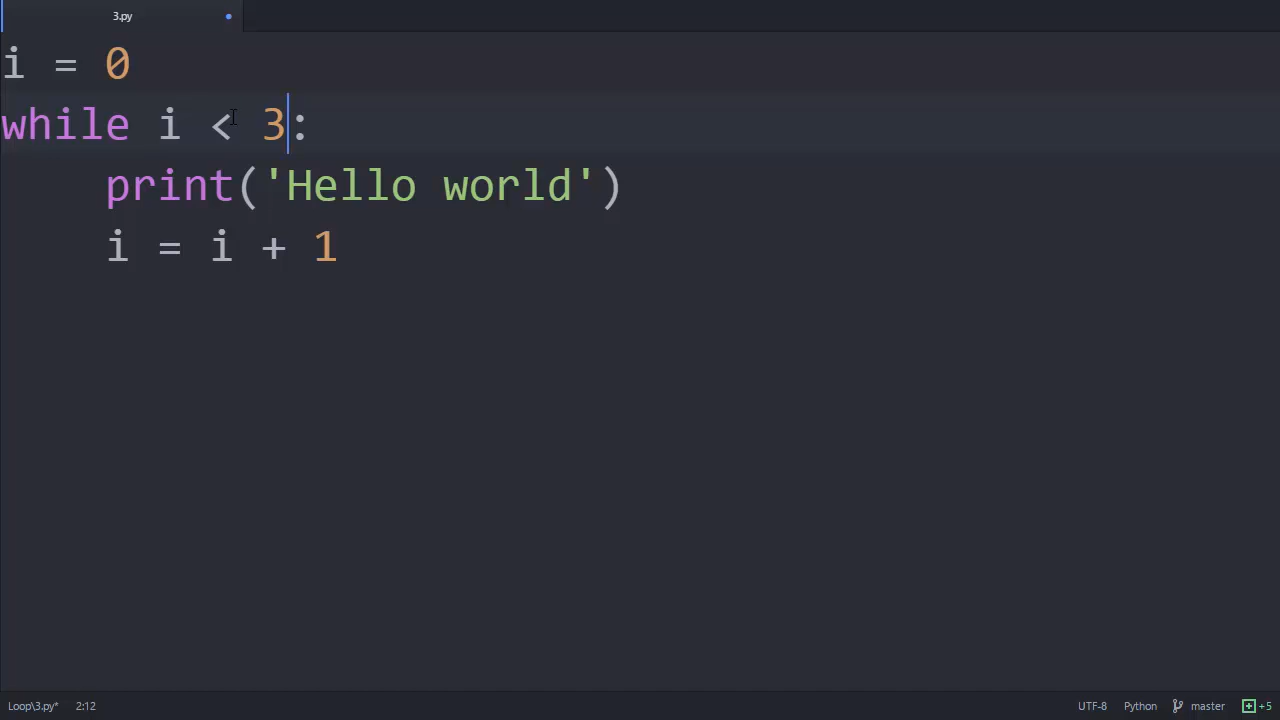 3.py
i = 0
while i < 3:
    print('Hello world')
    i = i + 1
Loop\3.py* 2:12 UTF-8 Python master +5